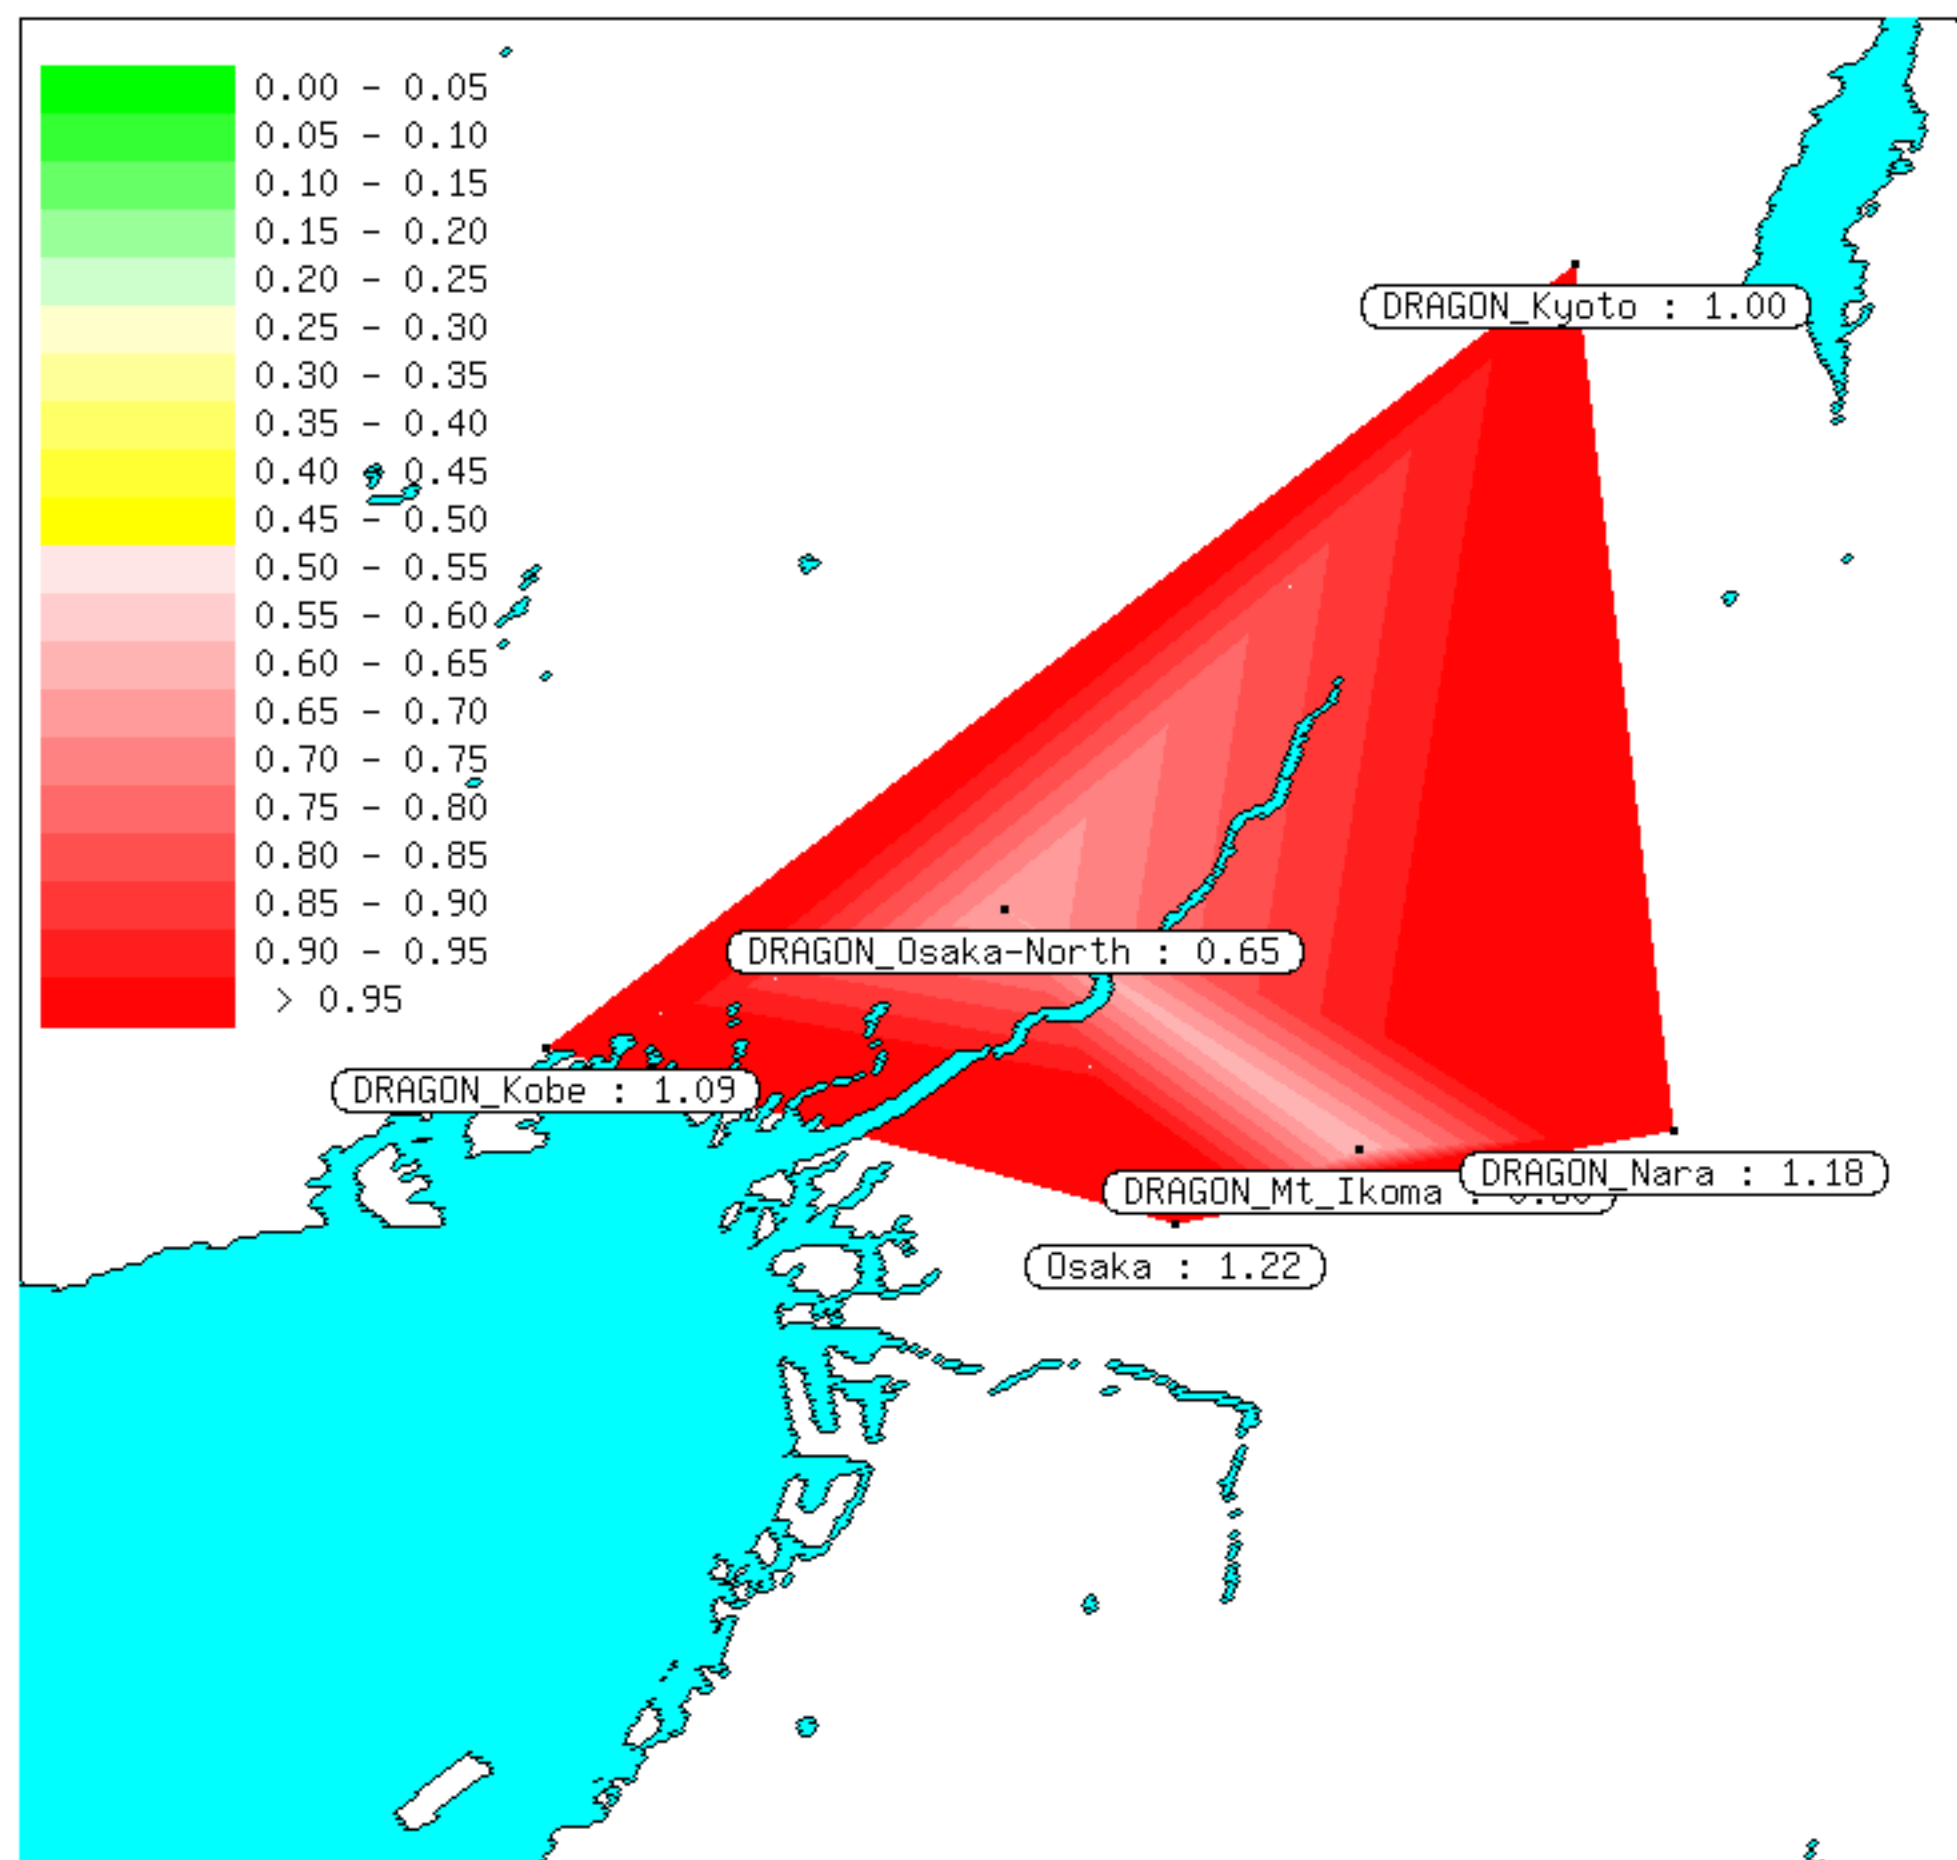 0.00 - 0.05
0.05 - 0.10
0.10 - 0.15
0.15 - 0.20
0.20 - 0.25
0.25 - 0.30
0.30 - 0.35
0.35 - 0.40
0.40 - 0.45
0.45 - 0.50
0.50 - 0.55
0.55 - 0.60
0.60 - 0.65
0.65 - 0.70
0.70 - 0.75
0.75 - 0.80
0.80 - 0.85
0.85 - 0.90
0.90 - 0.95
> 0.95
DRAGON_Kyoto : 1.00
DRAGON_Osaka-North : 0.65
DRAGON_Kobe : 1.09
DRAGON_Nara : 1.18
DRAGON_Mt_Ikoma :
Osaka : 1.22